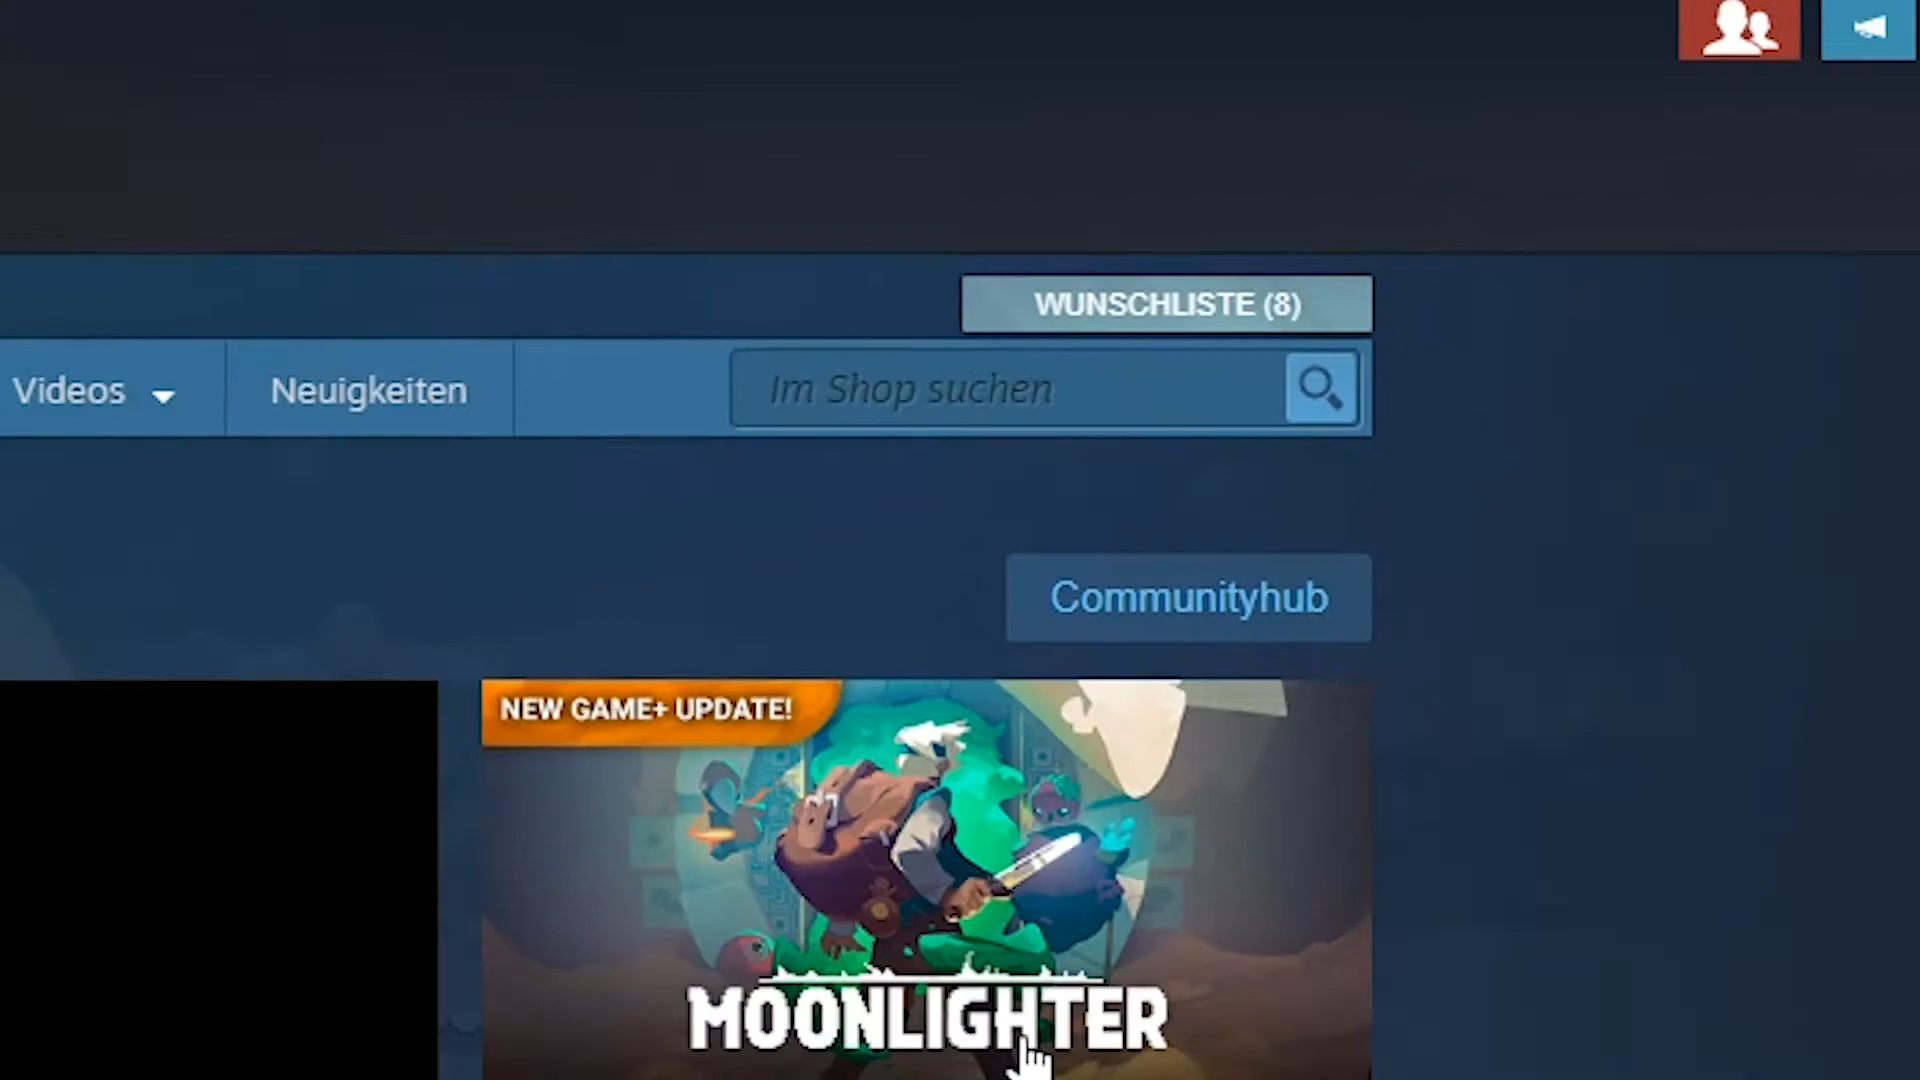 WUNSCHLISTE (8)
Videos
Neuigkeiten
Im Shop suchen
Communityhub
NEW GAME+ UPDATE!
MOONLIGHTER